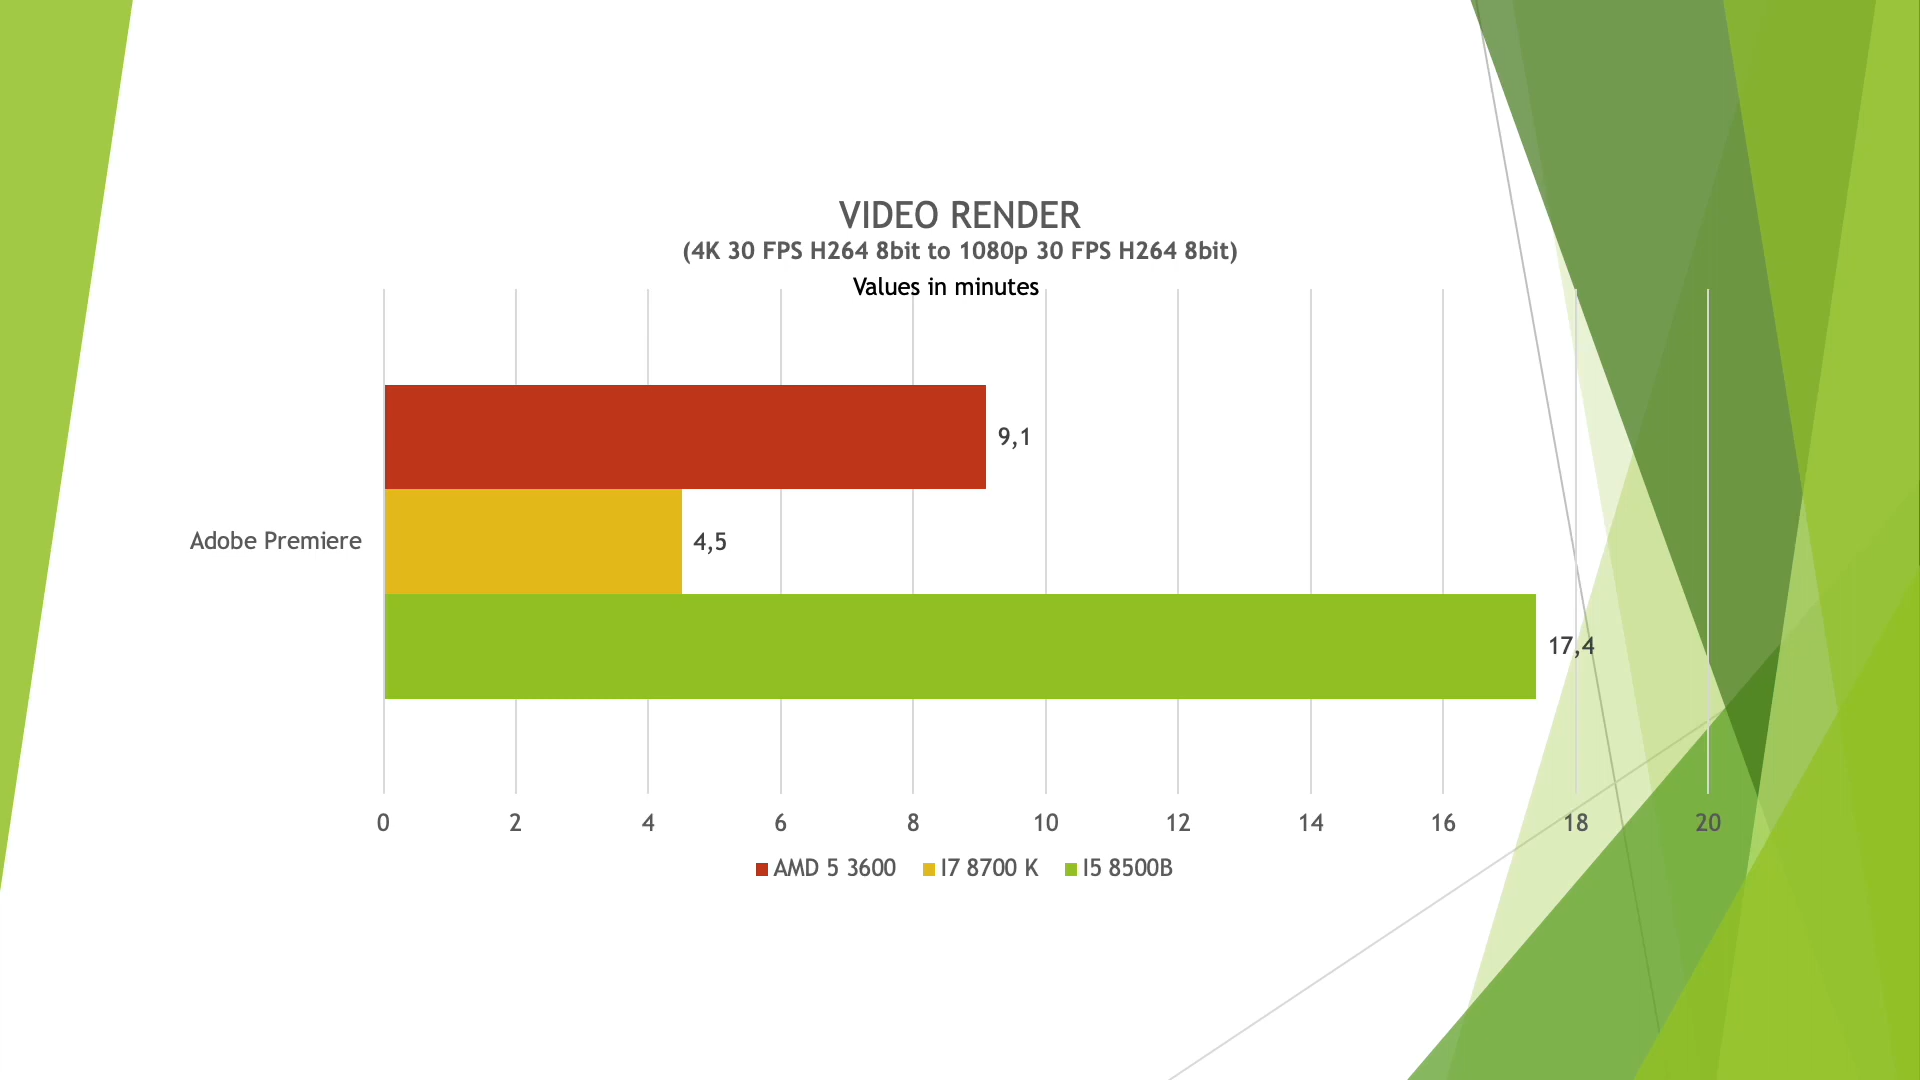 VIDEO RENDER
(4K 30 FPS H264 8bit to 1080p 30 FPS H264 8bit)
Values in minutes
9,1
Adobe Premiere
4,5
17,4
0 2 4 6 8 10 12 14 16 18 20
AMD 5 3600 I7 8700 K I5 8500B